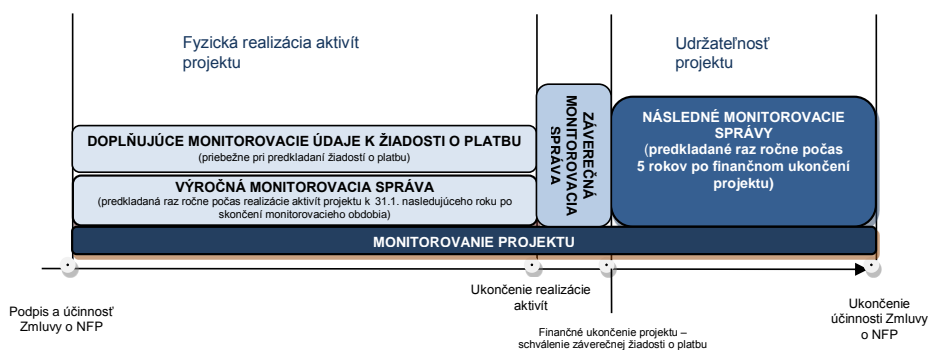 Fyzická realizácia aktivít
projektu
Udržateľnosť
projektu
DOPLŇUJÚCE MONITOROVACIE ÚDAJE K ŽIADOSTI O PLATBU
(priebežne pri predkladaní žiadostí o platbu)
VÝROČNÁ MONITOROVACIA SPRÁVA
(predkladaná raz ročne počas realizácie aktivít projektu k 31.1. nasledujúceho roku po
skončení monitorovacieho obdobia)
ZÁVEREČNÁ
MONITOROVACIA
SPRÁVA
NÁSLEDNÉ MONITOROVACIE
SPRÁVY
(predkladané raz ročne počas
5 rokov po finančnom ukončení
projektu)
MONITOROVANIE PROJEKTU
Podpis a účinnosť
Zmluvy o NFP
Ukončenie realizácie
aktivít
Finančné ukončenie projektu –
schválenie záverečnej žiadosti o platbu
Ukončenie
účinnosti Zmluvy
o NFP